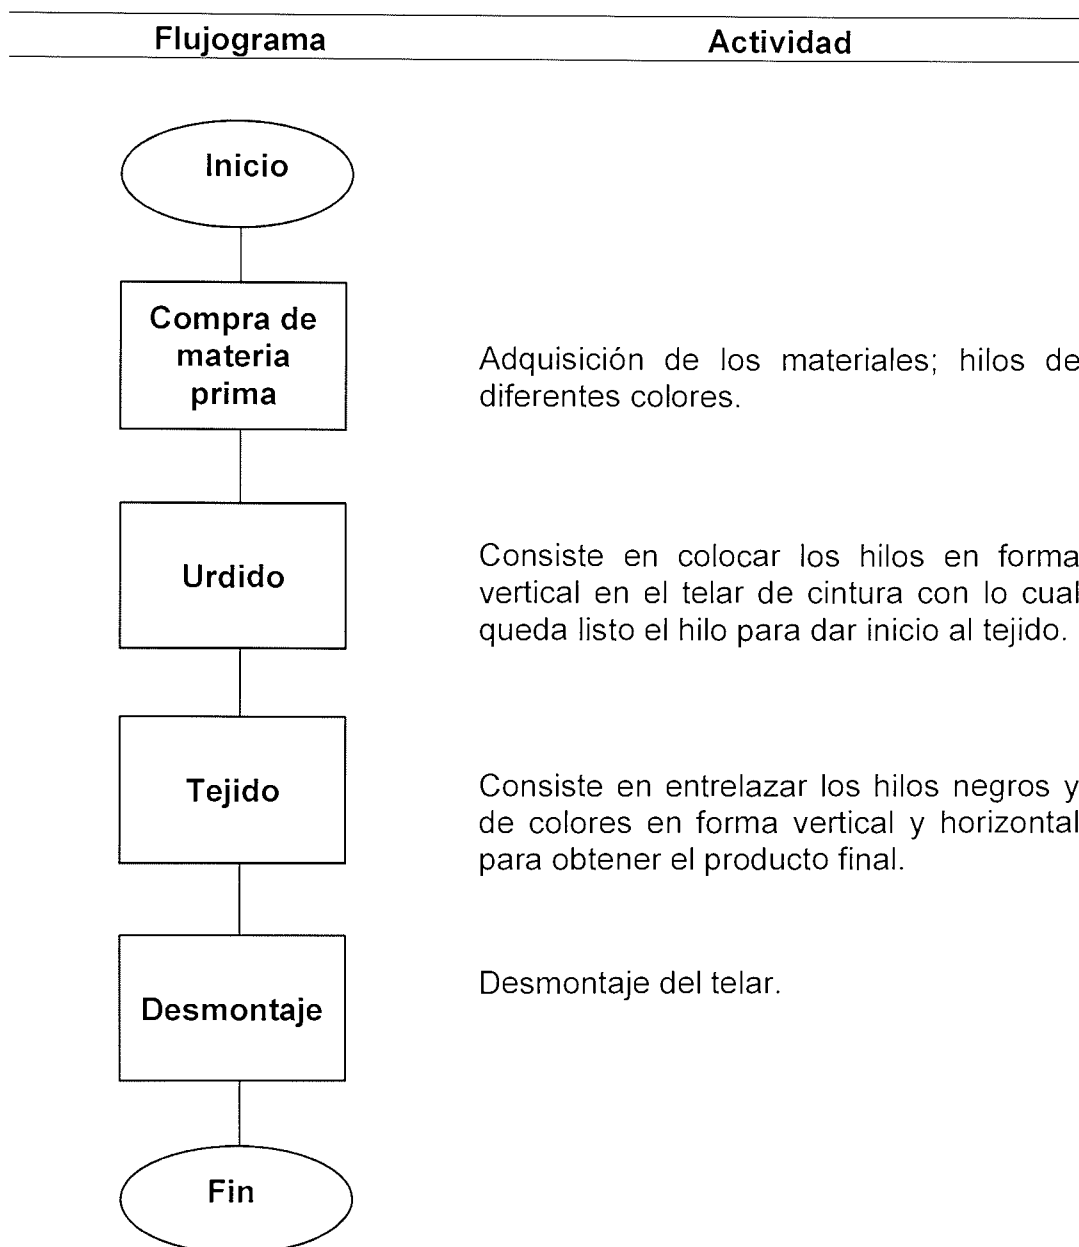 Flujograma Actividad
Inicio
Compra de
materia
prima
Adquisición de los materiales; hilos de
diferentes colores.
Urdido
Consiste en colocar los hilos en forma
vertical en el telar de cintura con lo cual
queda listo el hilo para dar inicio al tejido.
Tejido
Consiste en entrelazar los hilos negros y
de colores en forma vertical y horizontal
para obtener el producto final.
Desmontaje
Desmontaje del telar.
Fin